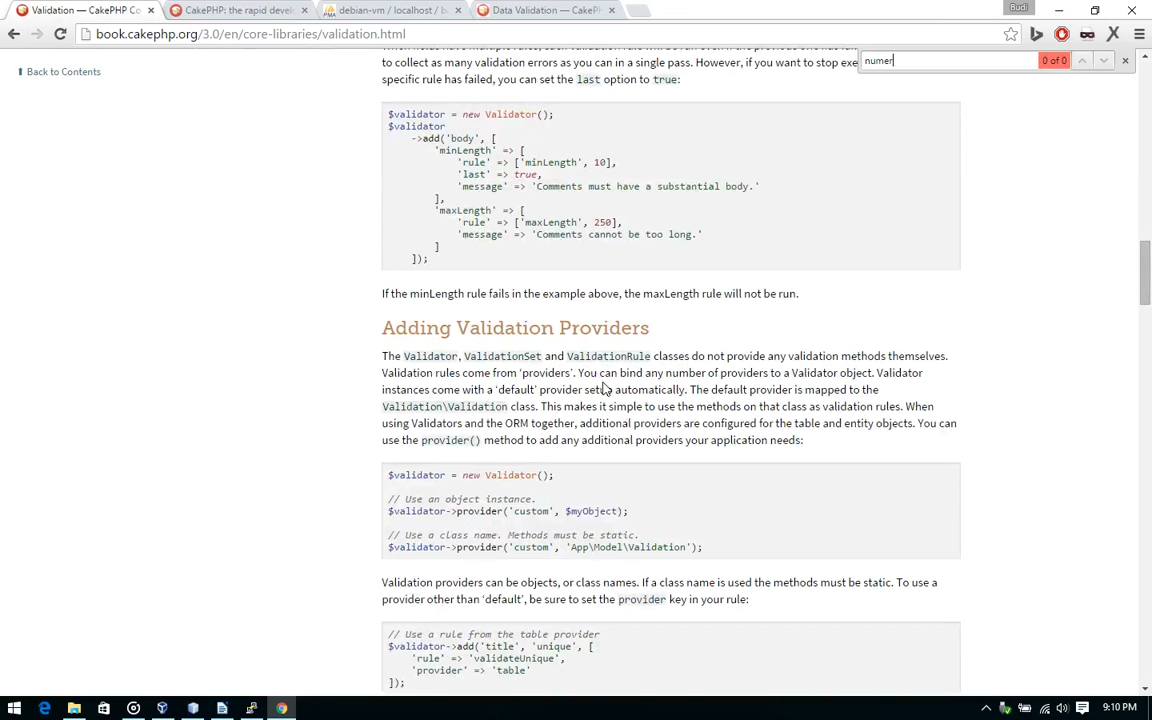 Validation — CakePHP Co
CakePHP: the rapid devel
debian-vm / localhost / b
Data Validation — CakePHP
Budi
book.cakephp.org/3.0/en/core-libraries/validation.html
numer
0 of 0
Back to Contents
to collect as many validation errors as you can in a single pass. However, if you want to stop exe
specific rule has failed, you can set the last option to true:
$validator = new Validator();
$validator
->add('body', [
'minLength' => [
'rule' => ['minLength', 10],
'last' => true,
'message' => 'Comments must have a substantial body.'
],
'maxLength' => [
'rule' => ['maxLength', 250],
'message' => 'Comments cannot be too long.'
]
]);
If the minLength rule fails in the example above, the maxLength rule will not be run.
Adding Validation Providers
The Validator, ValidationSet and ValidationRule classes do not provide any validation methods themselves.
Validation rules come from ‘providers’. You can bind any number of providers to a Validator object. Validator
instances come with a ‘default’ provider setup automatically. The default provider is mapped to the
Validation\Validation class. This makes it simple to use the methods on that class as validation rules. When
using Validators and the ORM together, additional providers are configured for the table and entity objects. You can
use the provider() method to add any additional providers your application needs:
$validator = new Validator();
// Use an object instance.
$validator->provider('custom', $myObject);
// Use a class name. Methods must be static.
$validator->provider('custom', 'App\Model\Validation');
Validation providers can be objects, or class names. If a class name is used the methods must be static. To use a
provider other than ‘default’, be sure to set the provider key in your rule:
// Use a rule from the table provider
$validator->add('title', 'unique', [
'rule' => 'validateUnique',
'provider' => 'table'
]);
9:10 PM